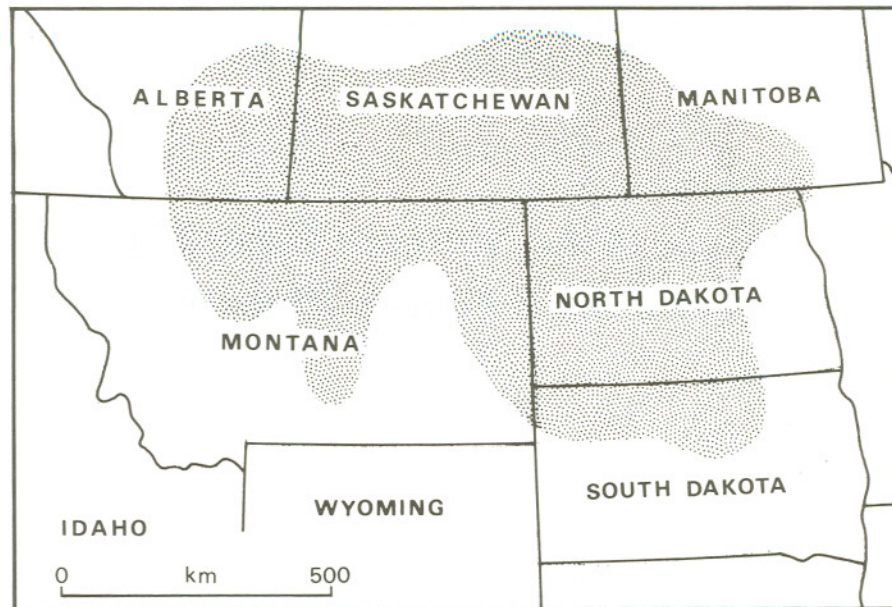 ALBERTA
SASKATCHEWAN
MANITOBA
NORTH DAKOTA
MONTANA
SOUTH DAKOTA
WYOMING
IDAHO
0 km 500